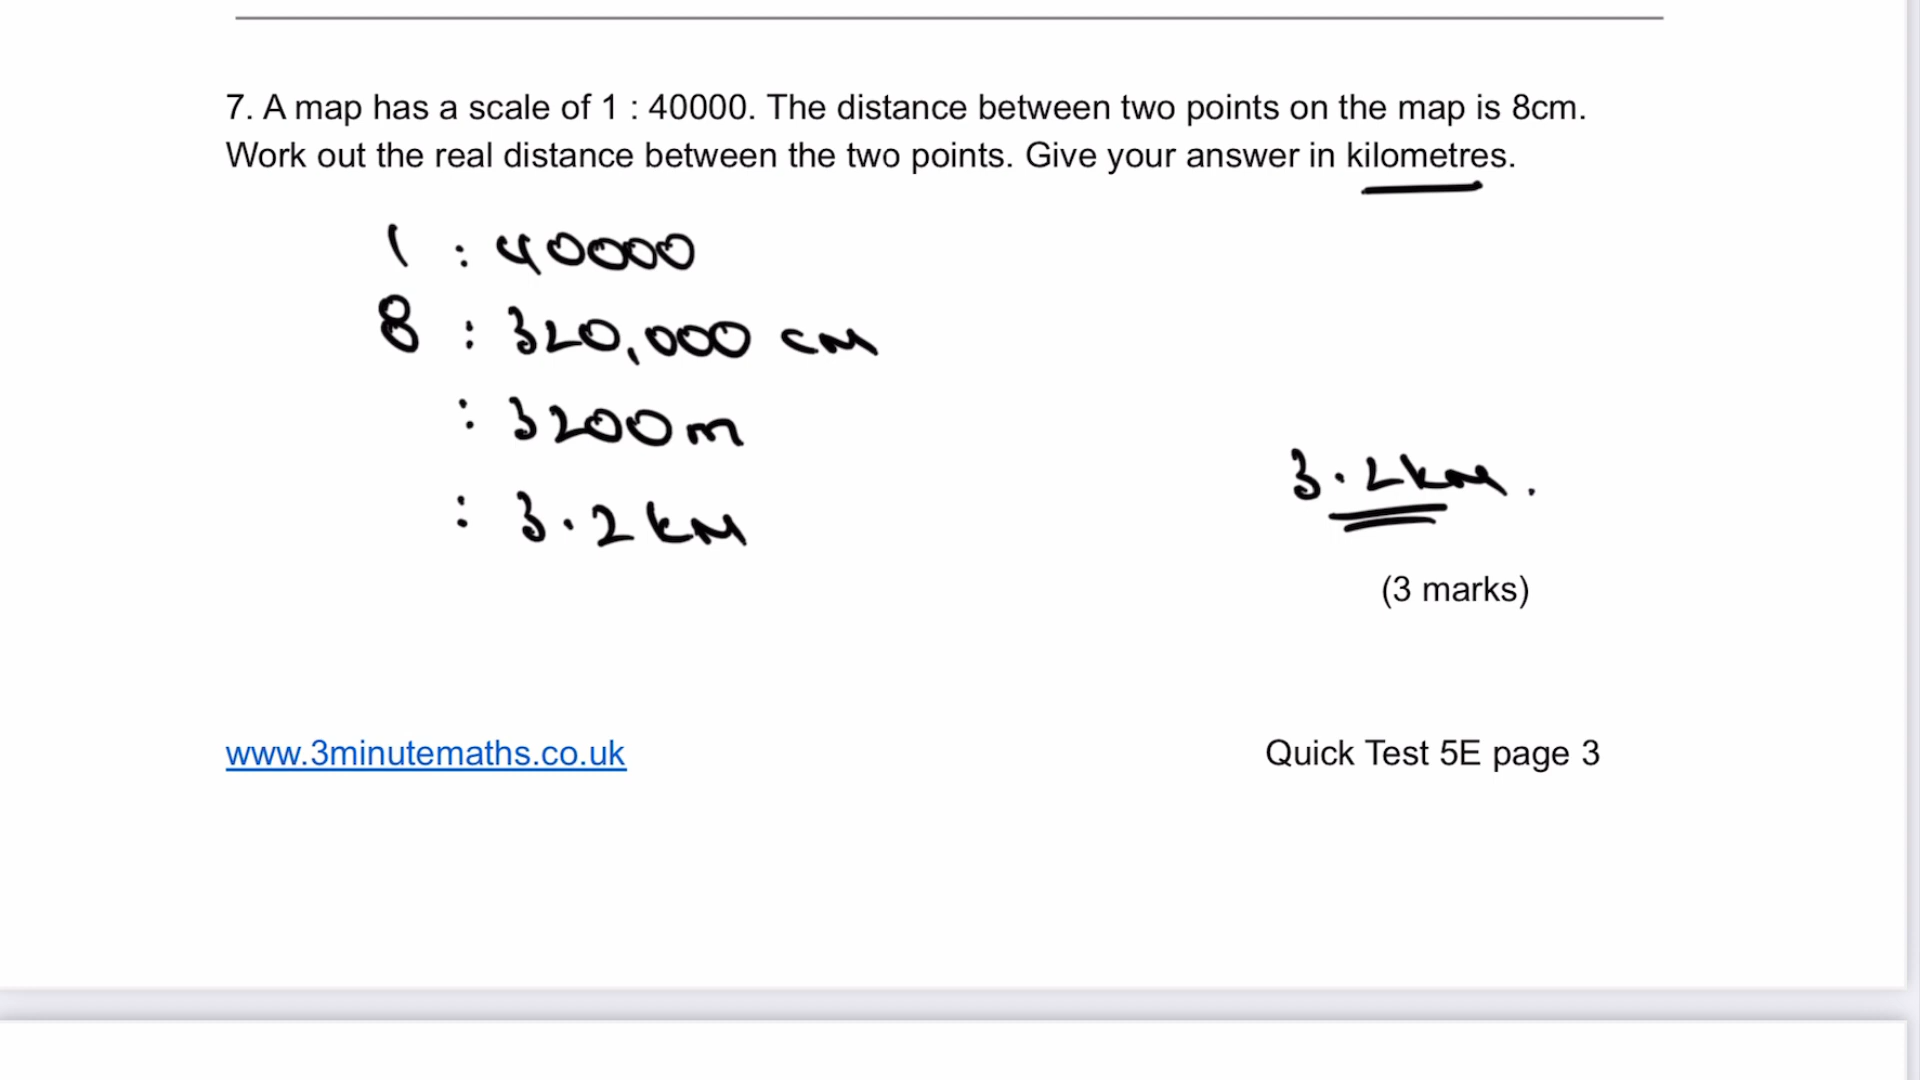 7. A map has a scale of 1 : 40000. The distance between two points on the map is 8cm.
Work out the real distance between the two points. Give your answer in kilometres.
1 : 40000
8 : 320,000 cm
: 3200m
: 3.2km
3.2km.
(3 marks)
www.3minutemaths.co.uk
Quick Test 5E page 3